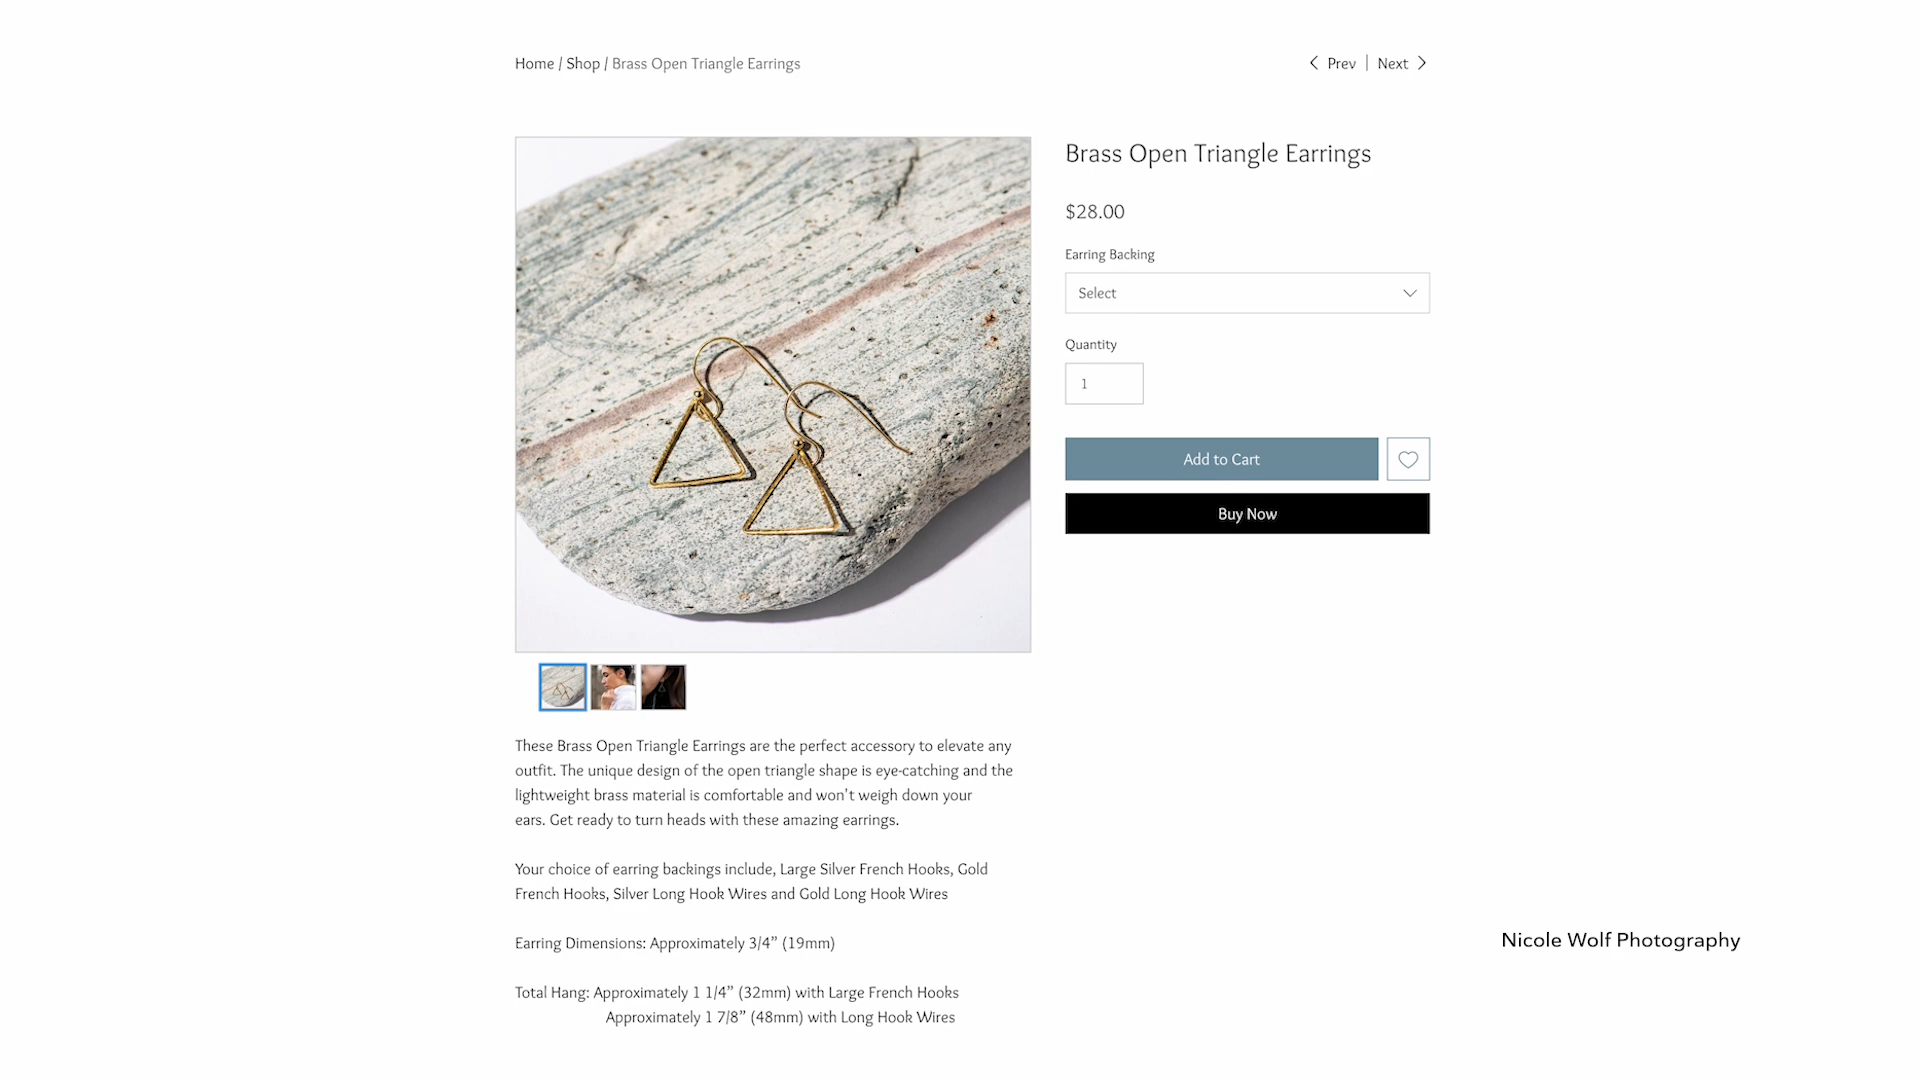 Home / Shop / Brass Open Triangle Earrings
Prev | Next
Brass Open Triangle Earrings
$28.00
Earring Backing
Select
Quantity
1
Add to Cart
Buy Now
These Brass Open Triangle Earrings are the perfect accessory to elevate any
outfit. The unique design of the open triangle shape is eye-catching and the
lightweight brass material is comfortable and won't weigh down your
ears. Get ready to turn heads with these amazing earrings.
Your choice of earring backings include, Large Silver French Hooks, Gold
French Hooks, Silver Long Hook Wires and Gold Long Hook Wires
Earring Dimensions: Approximately 3/4” (19mm)
Total Hang: Approximately 1 1/4” (32mm) with Large French Hooks
Approximately 1 7/8” (48mm) with Long Hook Wires
Nicole Wolf Photography